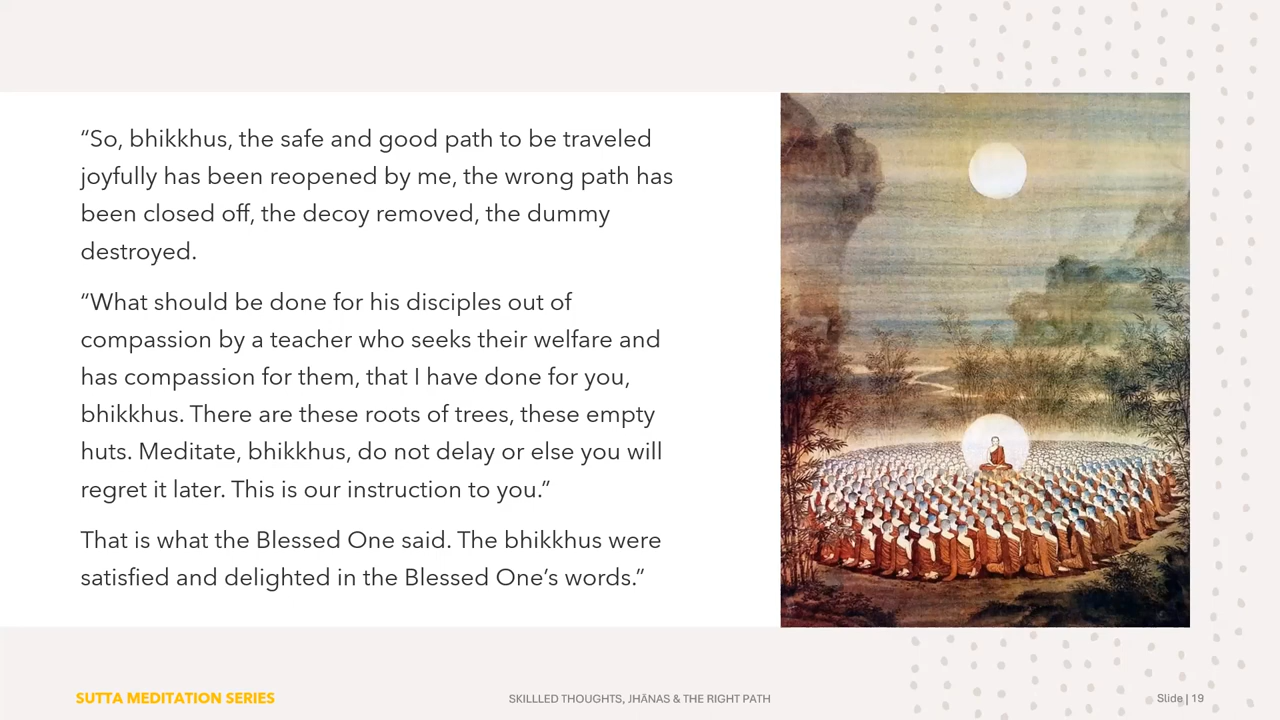 “So, bhikkhus, the safe and good path to be traveled
joyfully has been reopened by me, the wrong path has
been closed off, the decoy removed, the dummy
destroyed.
“What should be done for his disciples out of
compassion by a teacher who seeks their welfare and
has compassion for them, that I have done for you,
bhikkhus. There are these roots of trees, these empty
huts. Meditate, bhikkhus, do not delay or else you will
regret it later. This is our instruction to you.”
That is what the Blessed One said. The bhikkhus were
satisfied and delighted in the Blessed One’s words.”
SUTTA MEDITATION SERIES
SKILLLED THOUGHTS, JHĀNAS & THE RIGHT PATH
Slide | 19